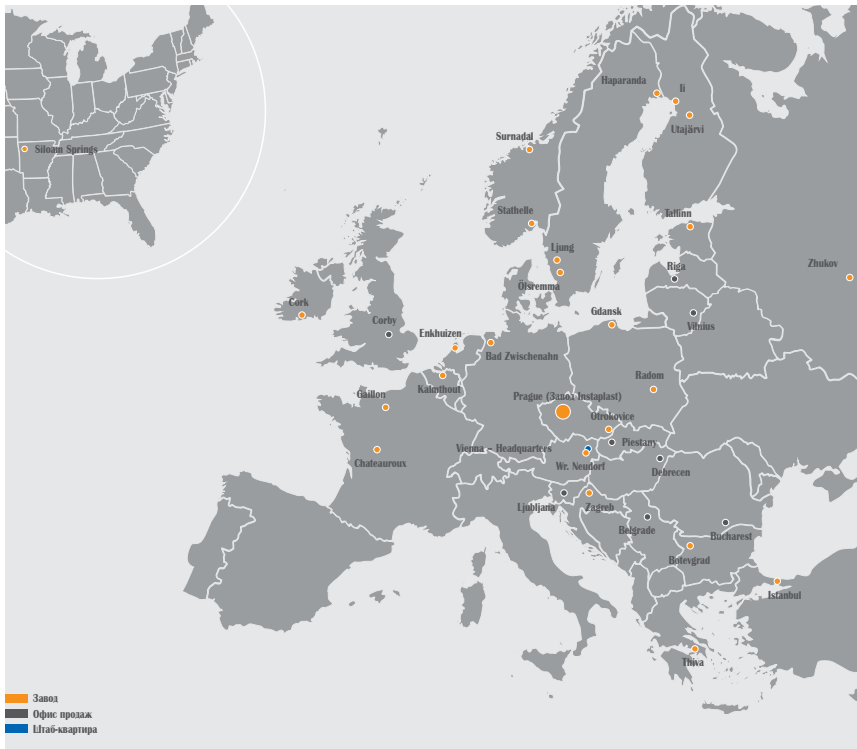 Haparanda
Ii
Utajärvi
Surnadal
Siloam Springs
Stathelle
Tallinn
Ljung
Riga
Zhukov
Ölsremma
Cork
Gdansk
Corby
Vilnius
Enkhuizen
Bad Zwischenahn
Radom
Kalmthout
Gaillon
Prague (Завод Instaplast)
Otrokovice
Piestany
Vienna – Headquarters
Chateauroux
Wr. Neudorf
Debrecen
Ljubljana
Zagreb
Belgrade
Bucharest
Botevgrad
Istanbul
Thiva
Завод
Офис продаж
Штаб-квартира